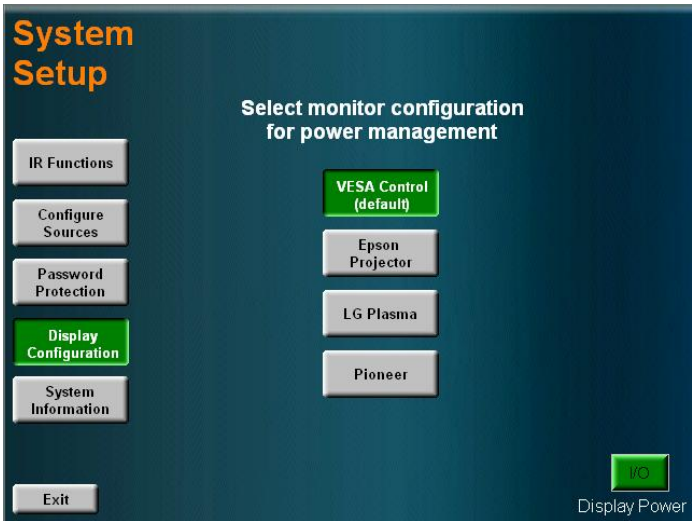 System
Setup
Select monitor configuration
for power management
IR Functions
Configure
Sources
Password
Protection
Display
Configuration
System
Information
Exit
VESA Control
(default)
Epson
Projector
LG Plasma
Pioneer
I/O
Display Power